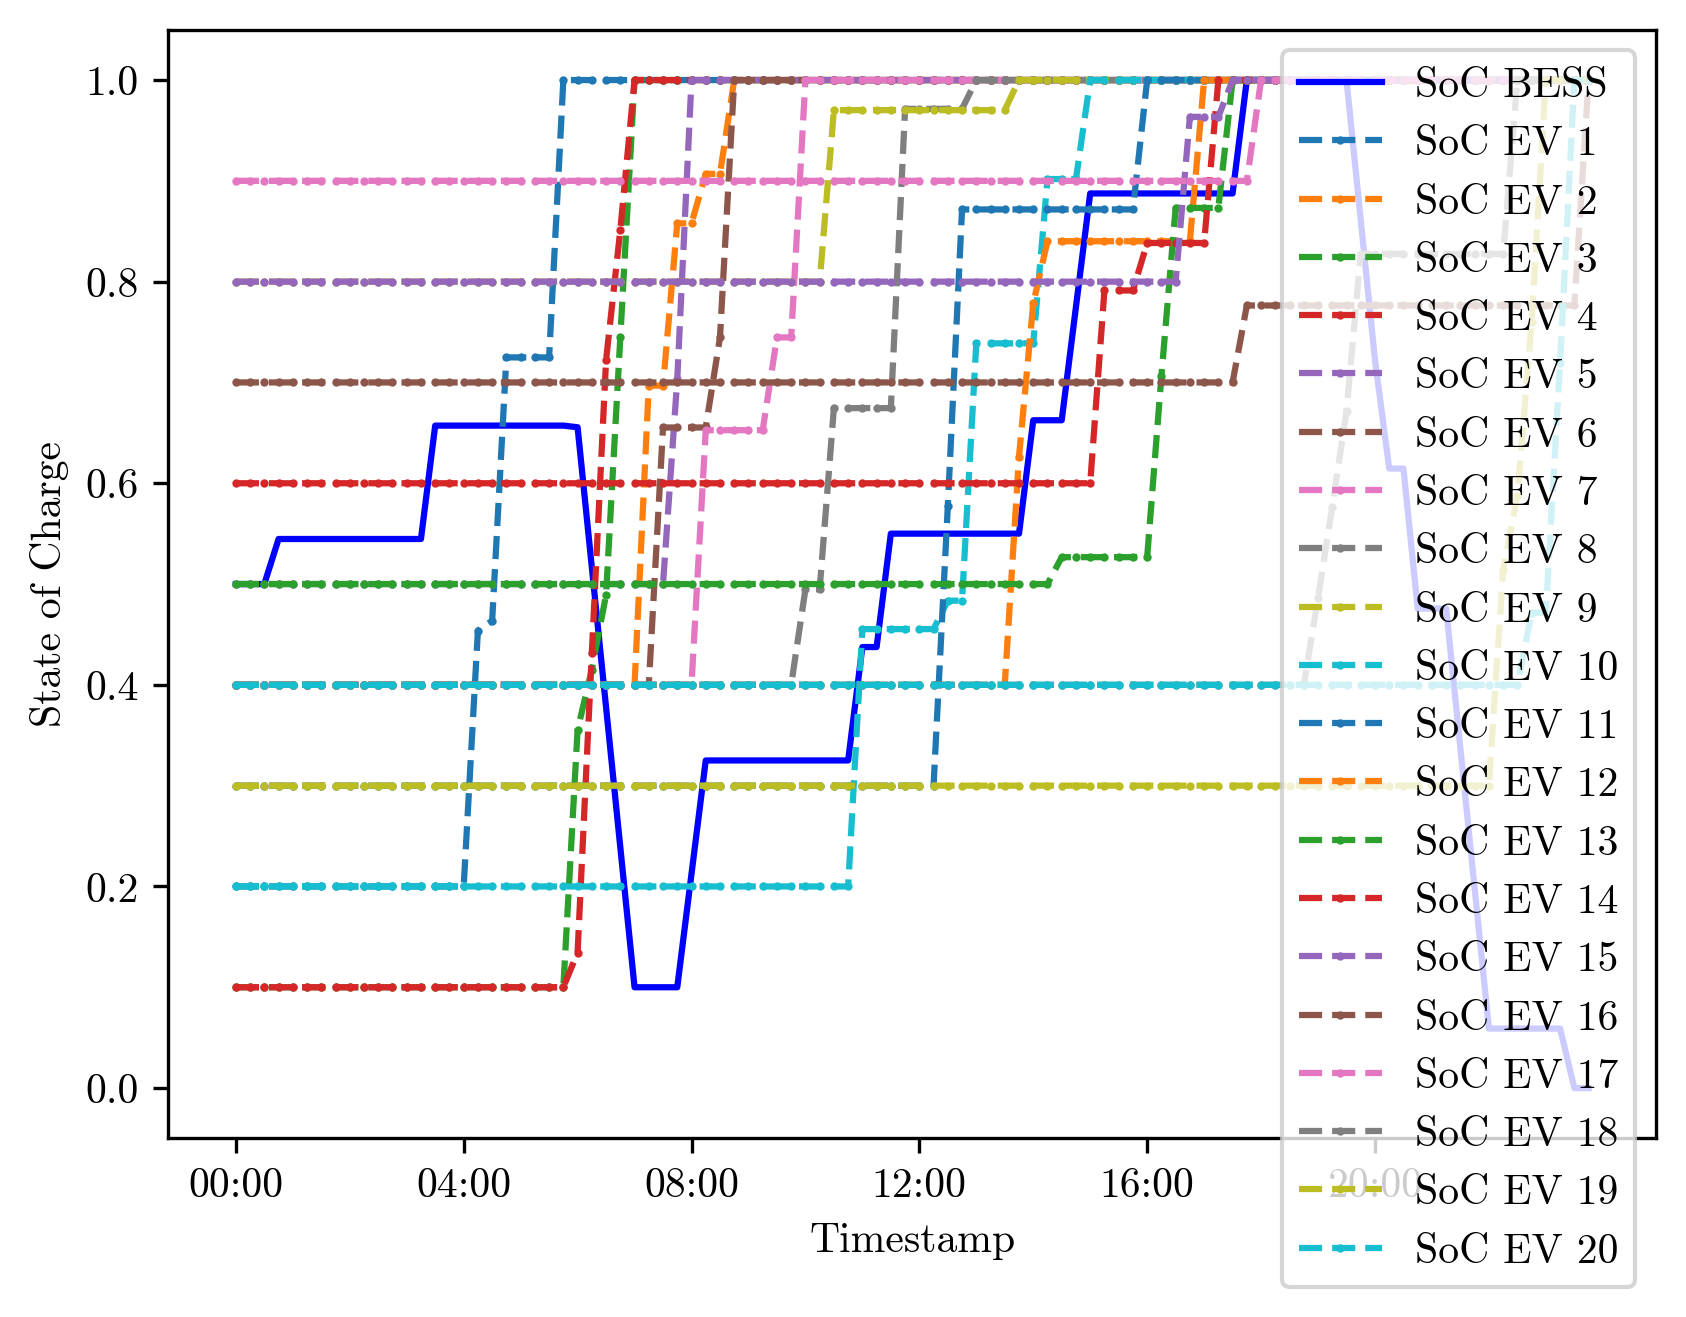 1.0
0.8
0.6
0.4
0.2
0.0
State of Charge
00:00
04:00
08:00
12:00
16:00
20:00
Timestamp
SoC BESS
SoC EV 1
SoC EV 2
SoC EV 3
SoC EV 4
SoC EV 5
SoC EV 6
SoC EV 7
SoC EV 8
SoC EV 9
SoC EV 10
SoC EV 11
SoC EV 12
SoC EV 13
SoC EV 14
SoC EV 15
SoC EV 16
SoC EV 17
SoC EV 18
SoC EV 19
SoC EV 20